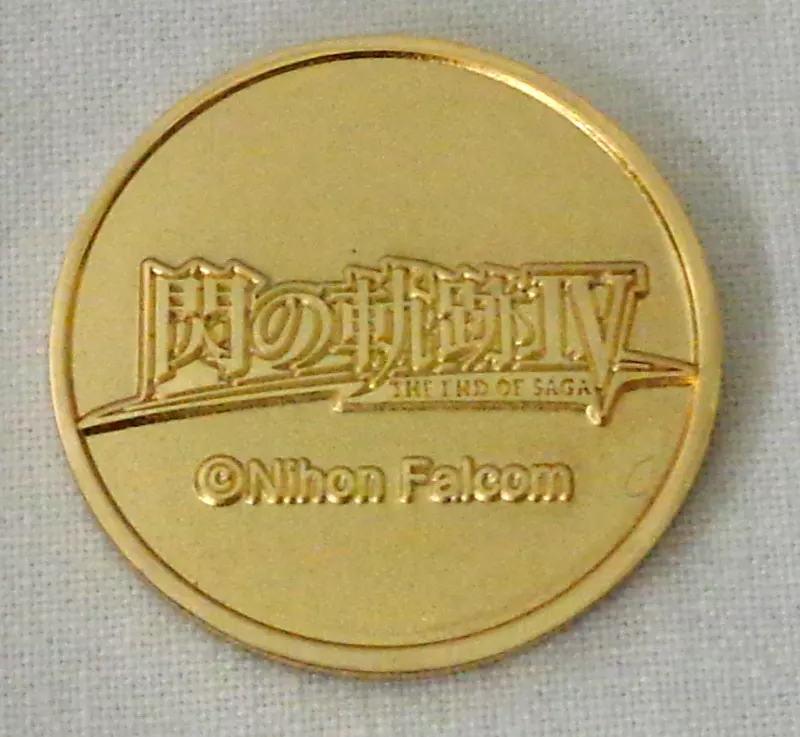 閃の軌跡IV
THE END OF SAGA
©Nihon Falcom